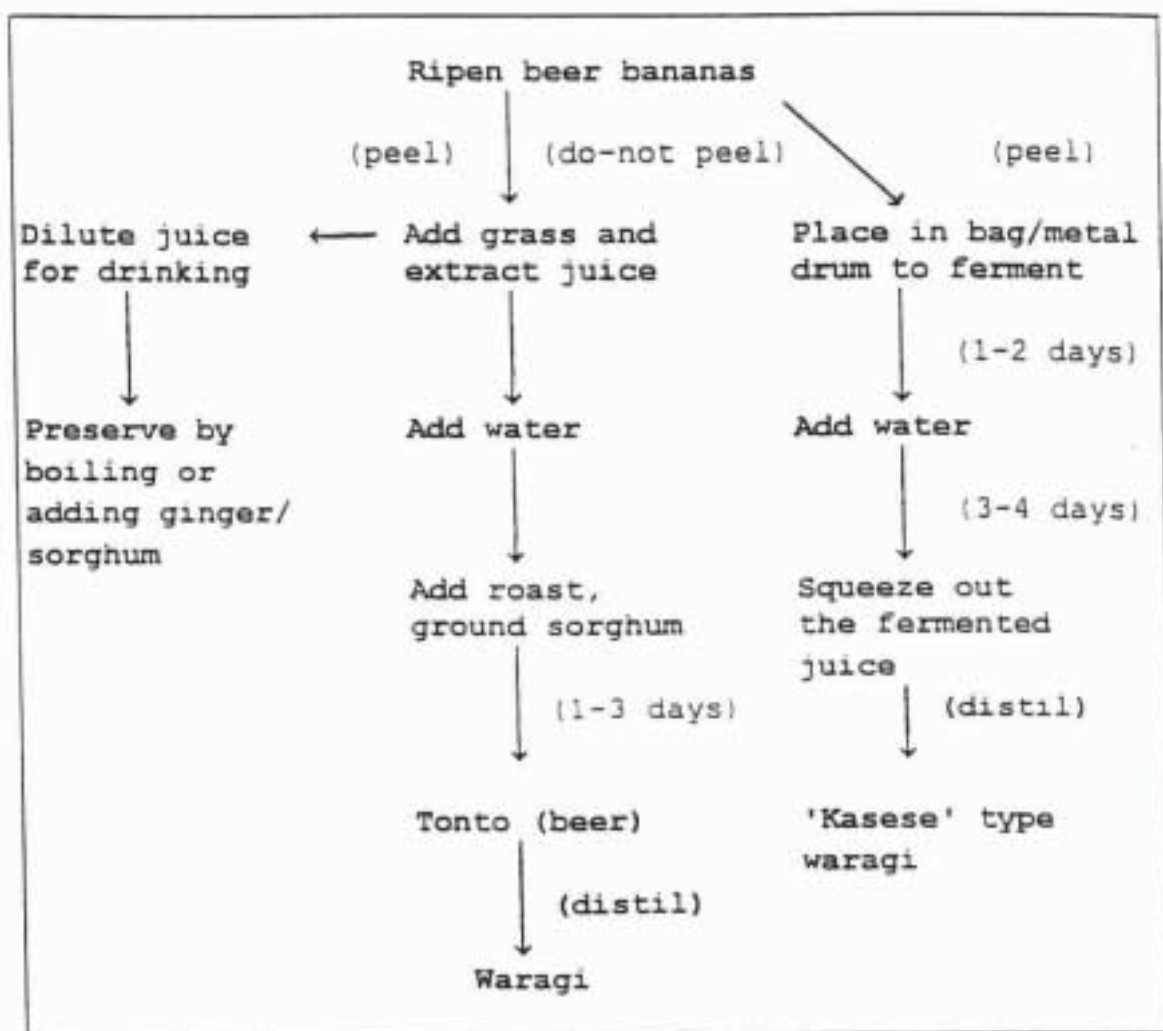 Ripen beer bananas
(peel) (do-not peel) (peel)
Dilute juice
for drinking
Add grass and
extract juice
Place in bag/metal
drum to ferment
(1-2 days)
Preserve by
boiling or
adding ginger/
sorghum
Add water
Add water
(3-4 days)
Add roast,
ground sorghum
Squeeze out
the fermented
juice
(1-3 days)
(distil)
Tonto (beer)
'Kasese' type
waragi
(distil)
Waragi